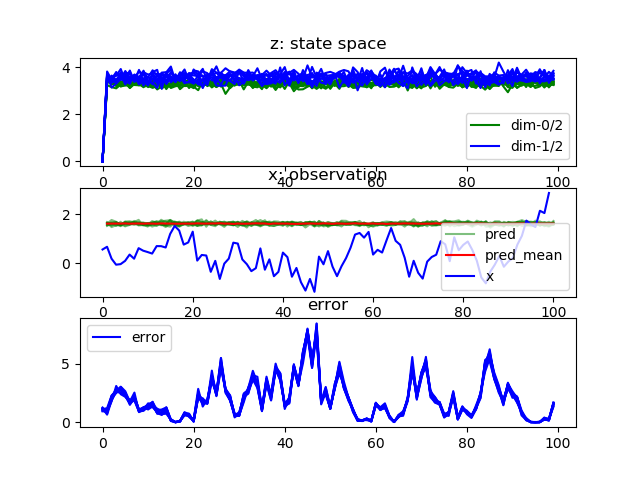 z: state space
4
2
0
dim-0/2
dim-1/2
0 20 40 60 80 100
x: observation
2
0
pred
pred_mean
x
0 20 40 60 80 100
error
5
0
error
0 20 40 60 80 100